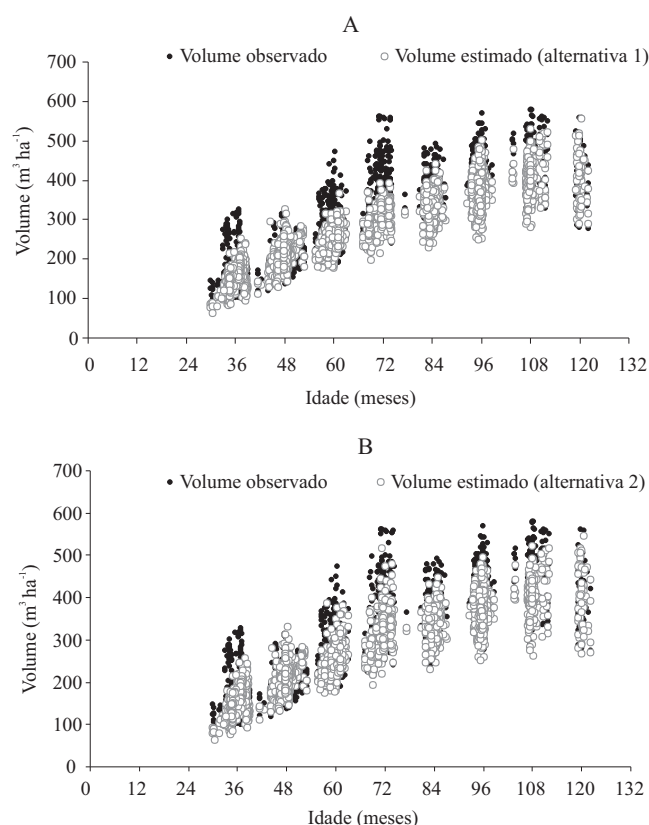 A
Volume observado Volume estimado (alternativa 1)
700
600
500
400
300
200
100
0
Volume (m³ ha⁻¹)
0 12 24 36 48 60 72 84 96 108 120 132
Idade (meses)
B
Volume observado Volume estimado (alternativa 2)
700
600
500
400
300
200
100
0
Volume (m³ ha⁻¹)
0 12 24 36 48 60 72 84 96 108 120 132
Idade (meses)